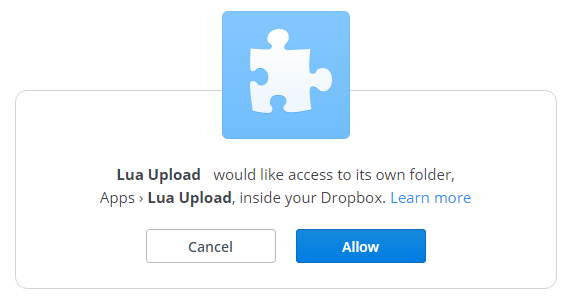 Lua Upload would like access to its own folder,
Apps › Lua Upload, inside your Dropbox. Learn more
Cancel
Allow